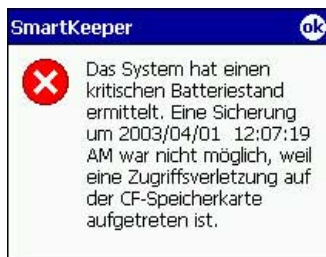 SmartKeeper ok
Das System hat einen
kritischen Batteriestand
ermittelt. Eine Sicherung
um 2003/04/01 12:07:19
AM war nicht möglich, weil
eine Zugriffsverletzung auf
der CF-Speicherkarte
aufgetreten ist.